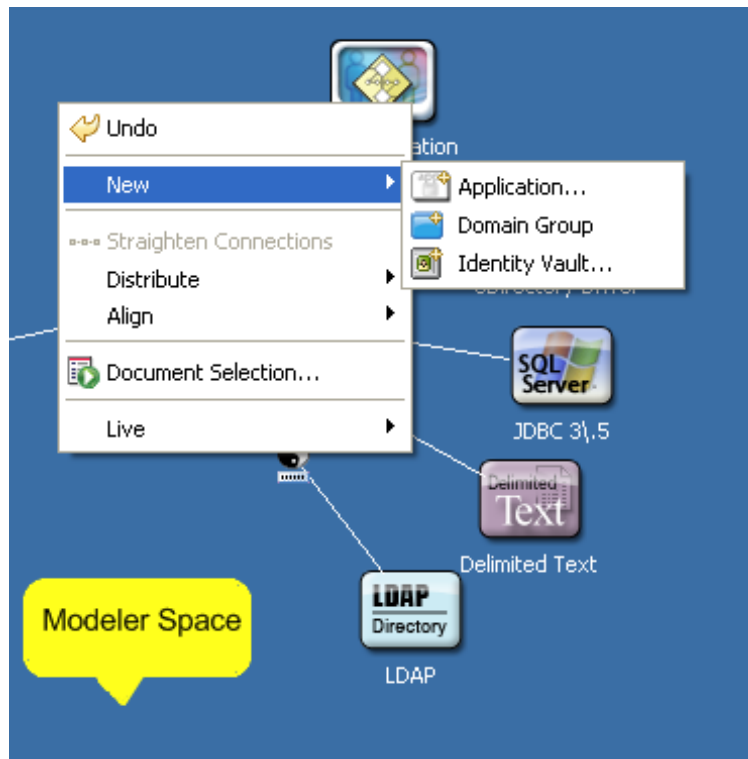 Undo
ation
New
Application...
Domain Group
Identity Vault...
Straighten Connections
Distribute
Align
Document Selection...
Live
SQL
Server
JDBC 3\.5
Delimited
Text
Delimited Text
Modeler Space
LDAP
Directory
LDAP